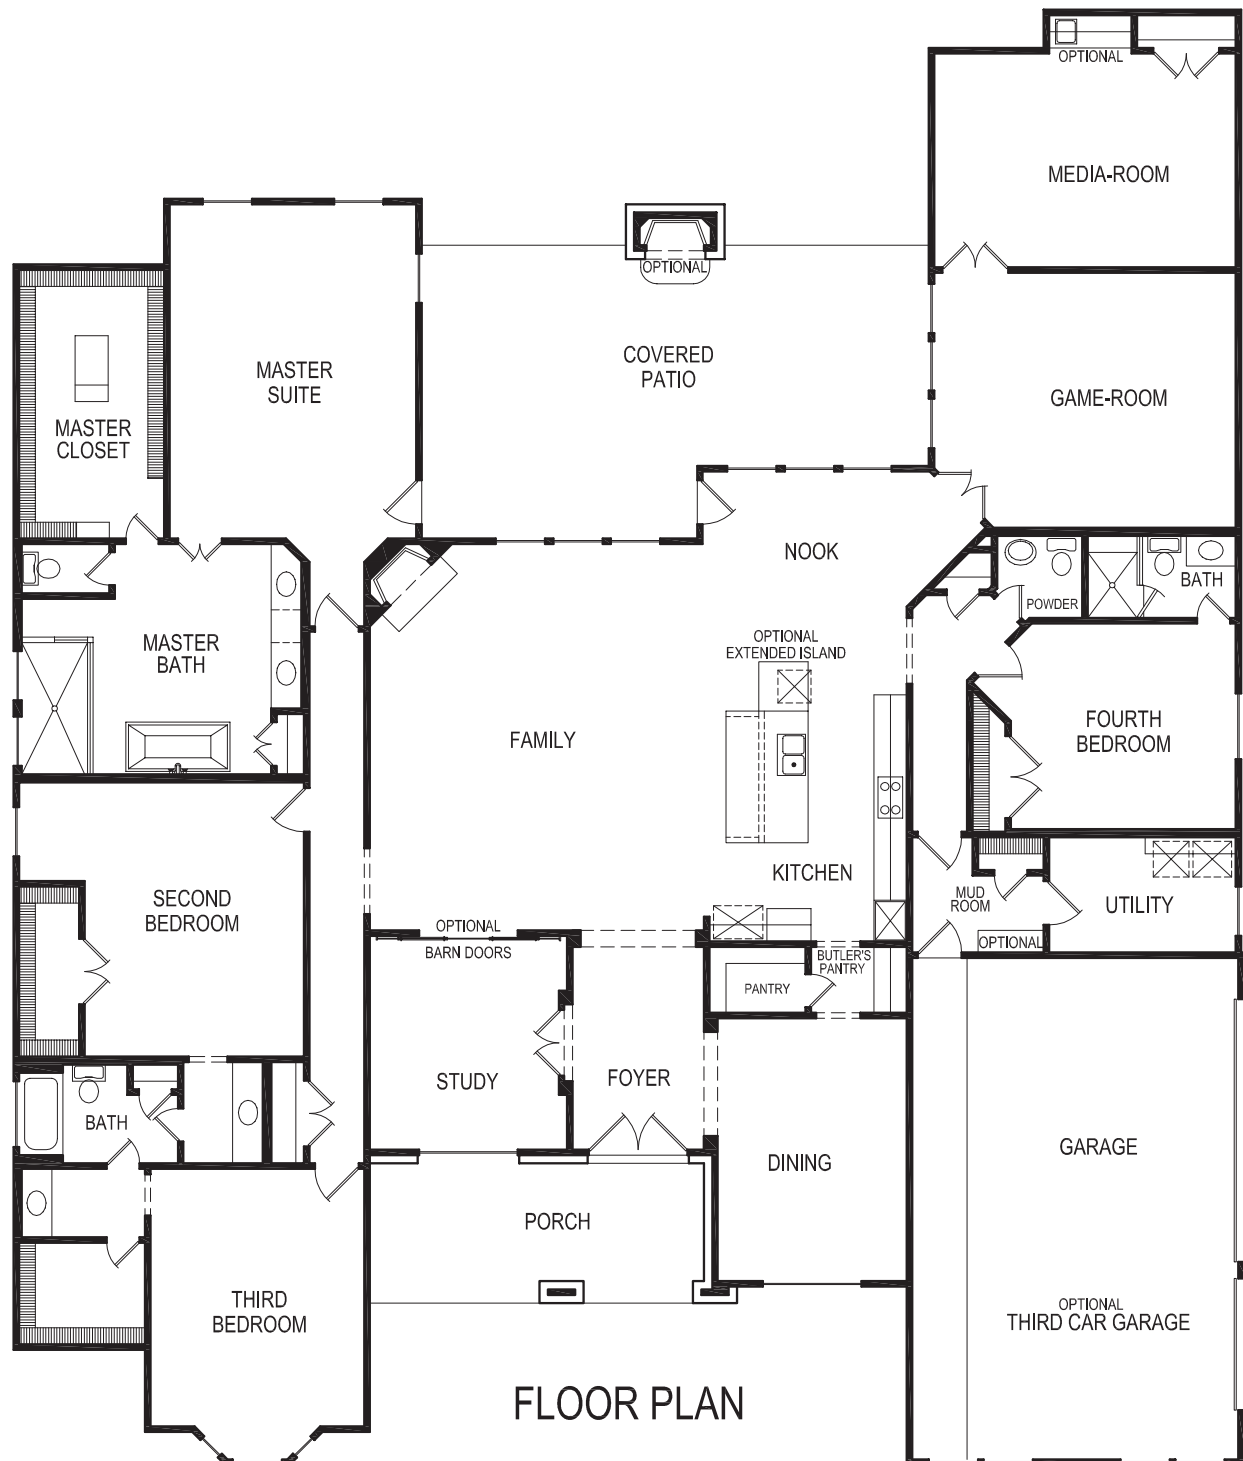 OPTIONAL
MEDIA-ROOM
OPTIONAL
COVERED
PATIO
MASTER
SUITE
GAME-ROOM
MASTER
CLOSET
NOOK
BATH
POWDER
OPTIONAL
EXTENDED ISLAND
MASTER
BATH
FOURTH
BEDROOM
FAMILY
KITCHEN
SECOND
BEDROOM
MUD
ROOM
UTILITY
OPTIONAL
OPTIONAL
BARN DOORS
BUTLER'S
PANTRY
PANTRY
STUDY
FOYER
BATH
GARAGE
DINING
PORCH
THIRD
BEDROOM
OPTIONAL
THIRD CAR GARAGE
FLOOR PLAN